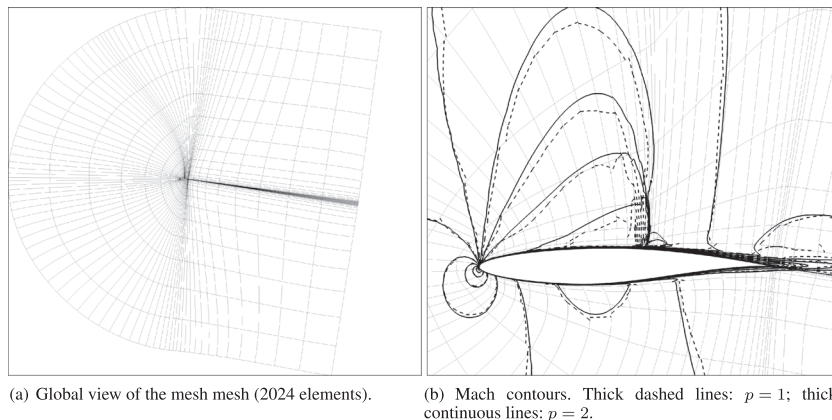 (a) Global view of the mesh mesh (2024 elements).
(b) Mach contours. Thick dashed lines: p = 1; thick
continuous lines: p = 2.